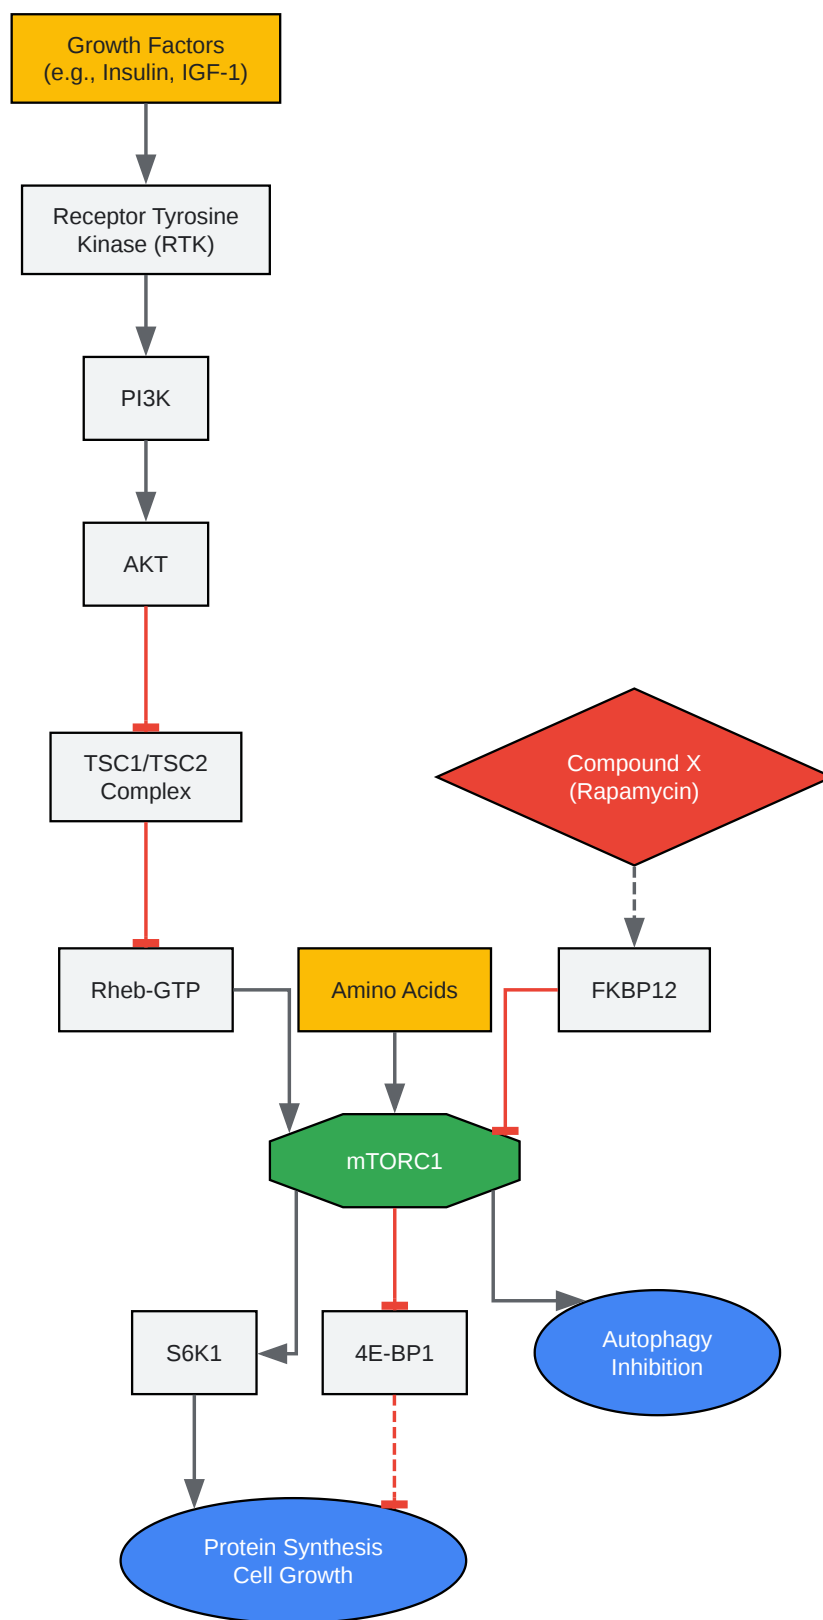 Growth Factors
(e.g., Insulin, IGF-1)
Receptor Tyrosine
Kinase (RTK)
PI3K
AKT
TSC1/TSC2
Complex
Compound X
(Rapamycin)
Rheb-GTP
Amino Acids
FKBP12
mTORC1
S6K1
4E-BP1
Autophagy
Inhibition
Protein Synthesis
Cell Growth